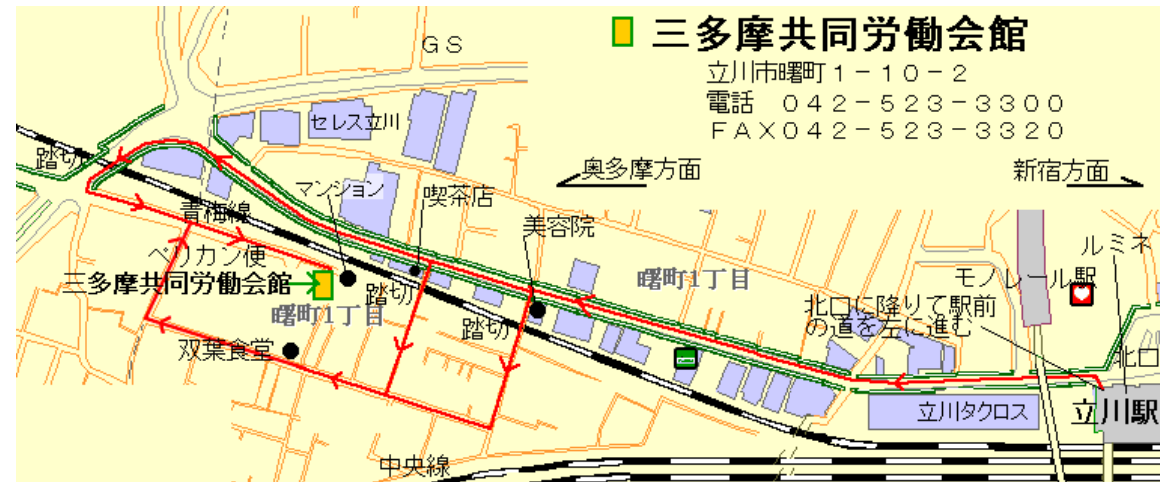 三多摩共同労働会館
立川市曙町１－１０－２
電話　０４２－５２３－３３００
ＦＡＸ０４２－５２３－３３２０
ＧＳ
セレス立川
踏切
奥多摩方面
新宿方面
マンション
喫茶店
青梅線
美容院
ペリカン便
ルミネ
モノレール駅
三多摩共同労働会館
踏切
曙町1丁目
曙町1丁目
北口に降りて駅前
の道を左に進む
踏切
双葉食堂
北口
立川タクロス
立川駅
中央線